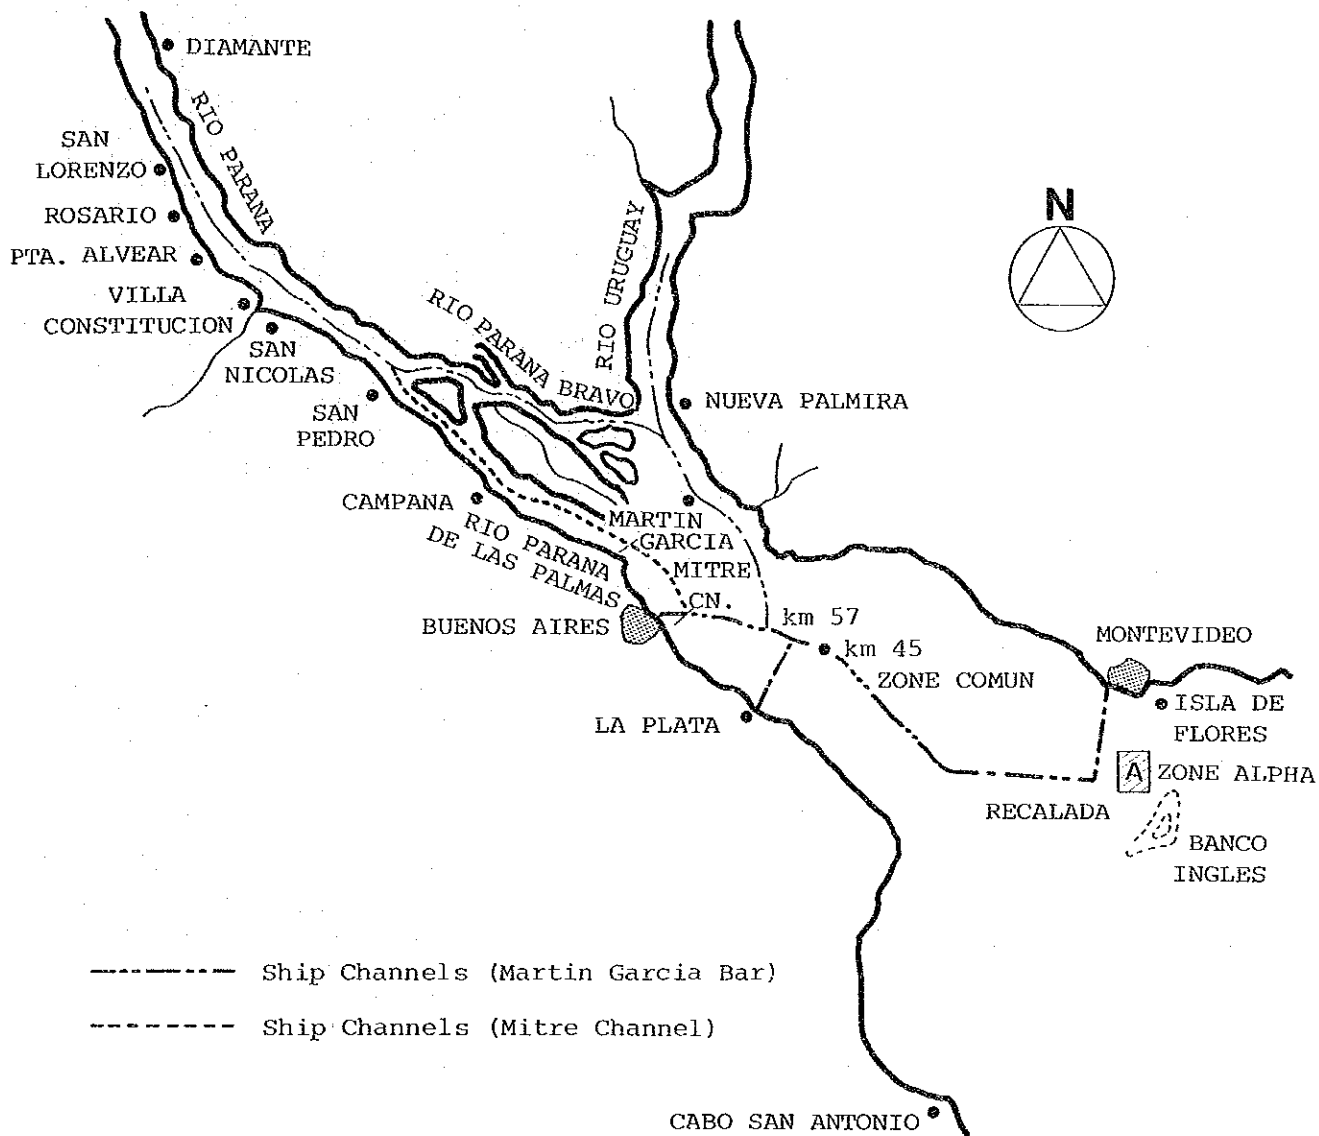 DIAMANTE
RIO PARANA
SAN
LORENZO
ROSARIO
PTA. ALVEAR
VILLA
CONSTITUCION
SAN
NICOLAS
SAN
PEDRO
RIO PARANA BRAVO
RIO URUGUAY
N
NUEVA PALMIRA
CAMPANA
RIO PARANA
DE LAS PALMAS
MARTIN
GARCIA
MITRE
CN.
BUENOS AIRES
km 57
km 45
ZONE COMUN
MONTEVIDEO
ISLA DE
FLORES
LA PLATA
A ZONE ALPHA
RECALADA
BANCO
INGLES
Ship Channels (Martin Garcia Bar)
Ship Channels (Mitre Channel)
CABO SAN ANTONIO